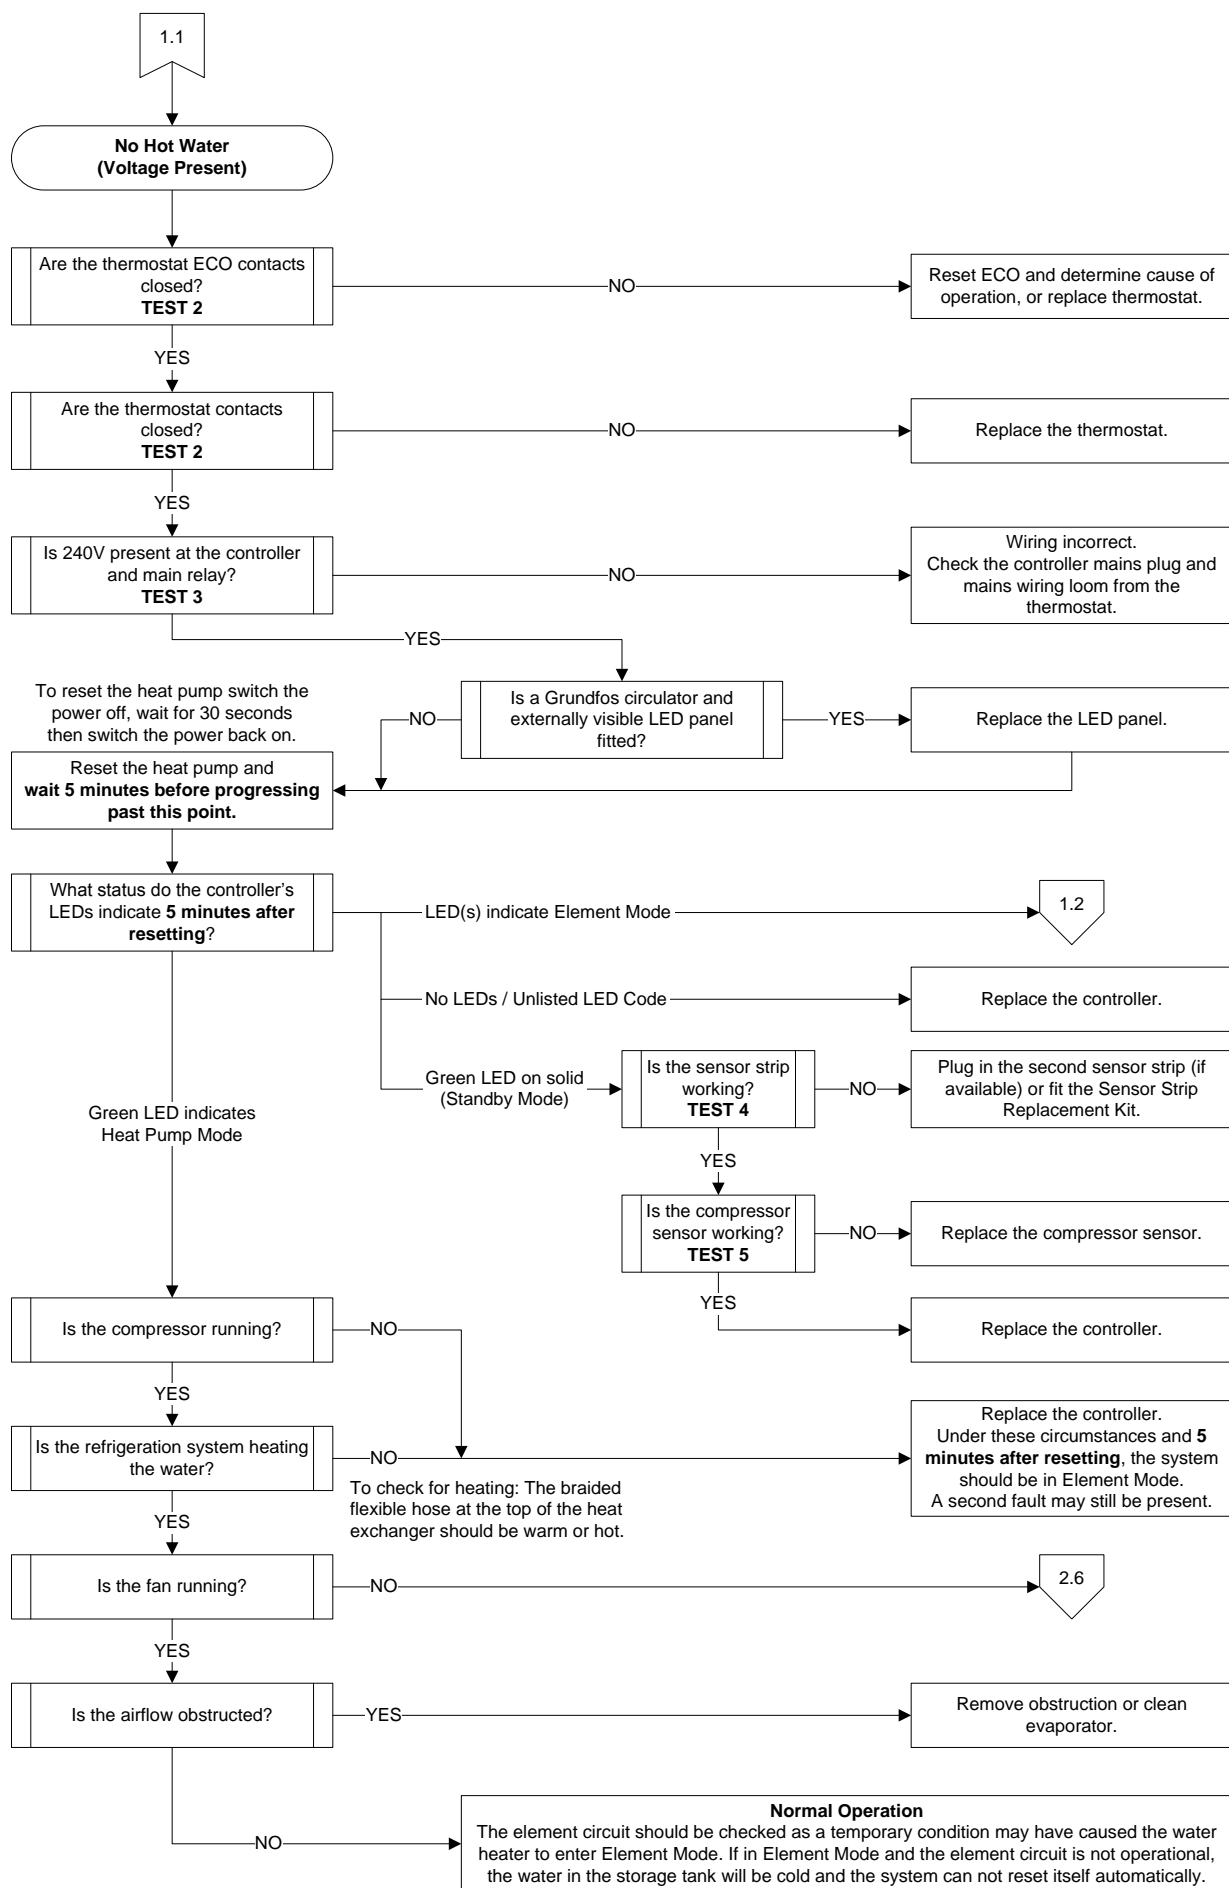 1.1
No Hot Water
(Voltage Present)
Are the thermostat ECO contacts
closed?
TEST 2
NO
Reset ECO and determine cause of
operation, or replace thermostat.
YES
Are the thermostat contacts
closed?
TEST 2
NO
Replace the thermostat.
YES
Is 240V present at the controller
and main relay?
TEST 3
NO
Wiring incorrect.
Check the controller mains plug and
mains wiring loom from the
thermostat.
YES
To reset the heat pump switch the
power off, wait for 30 seconds
then switch the power back on.
NO
Is a Grundfos circulator and
externally visible LED panel
fitted?
YES
Replace the LED panel.
Reset the heat pump and
wait 5 minutes before progressing
past this point.
What status do the controller's
LEDs indicate 5 minutes after
resetting?
LED(s) indicate Element Mode
1.2
No LEDs / Unlisted LED Code
Replace the controller.
Green LED on solid
(Standby Mode)
Is the sensor strip
working?
TEST 4
NO
Plug in the second sensor strip (if
available) or fit the Sensor Strip
Replacement Kit.
Green LED indicates
Heat Pump Mode
YES
Is the compressor
sensor working?
TEST 5
NO
Replace the compressor sensor.
YES
Replace the controller.
Is the compressor running?
NO
YES
Is the refrigeration system heating
the water?
NO
To check for heating: The braided
flexible hose at the top of the heat
exchanger should be warm or hot.
Replace the controller.
Under these circumstances and 5
minutes after resetting, the system
should be in Element Mode.
A second fault may still be present.
YES
Is the fan running?
NO
2.6
YES
Is the airflow obstructed?
YES
Remove obstruction or clean
evaporator.
NO
Normal Operation
The element circuit should be checked as a temporary condition may have caused the water
heater to enter Element Mode. If in Element Mode and the element circuit is not operational,
the water in the storage tank will be cold and the system can not reset itself automatically.